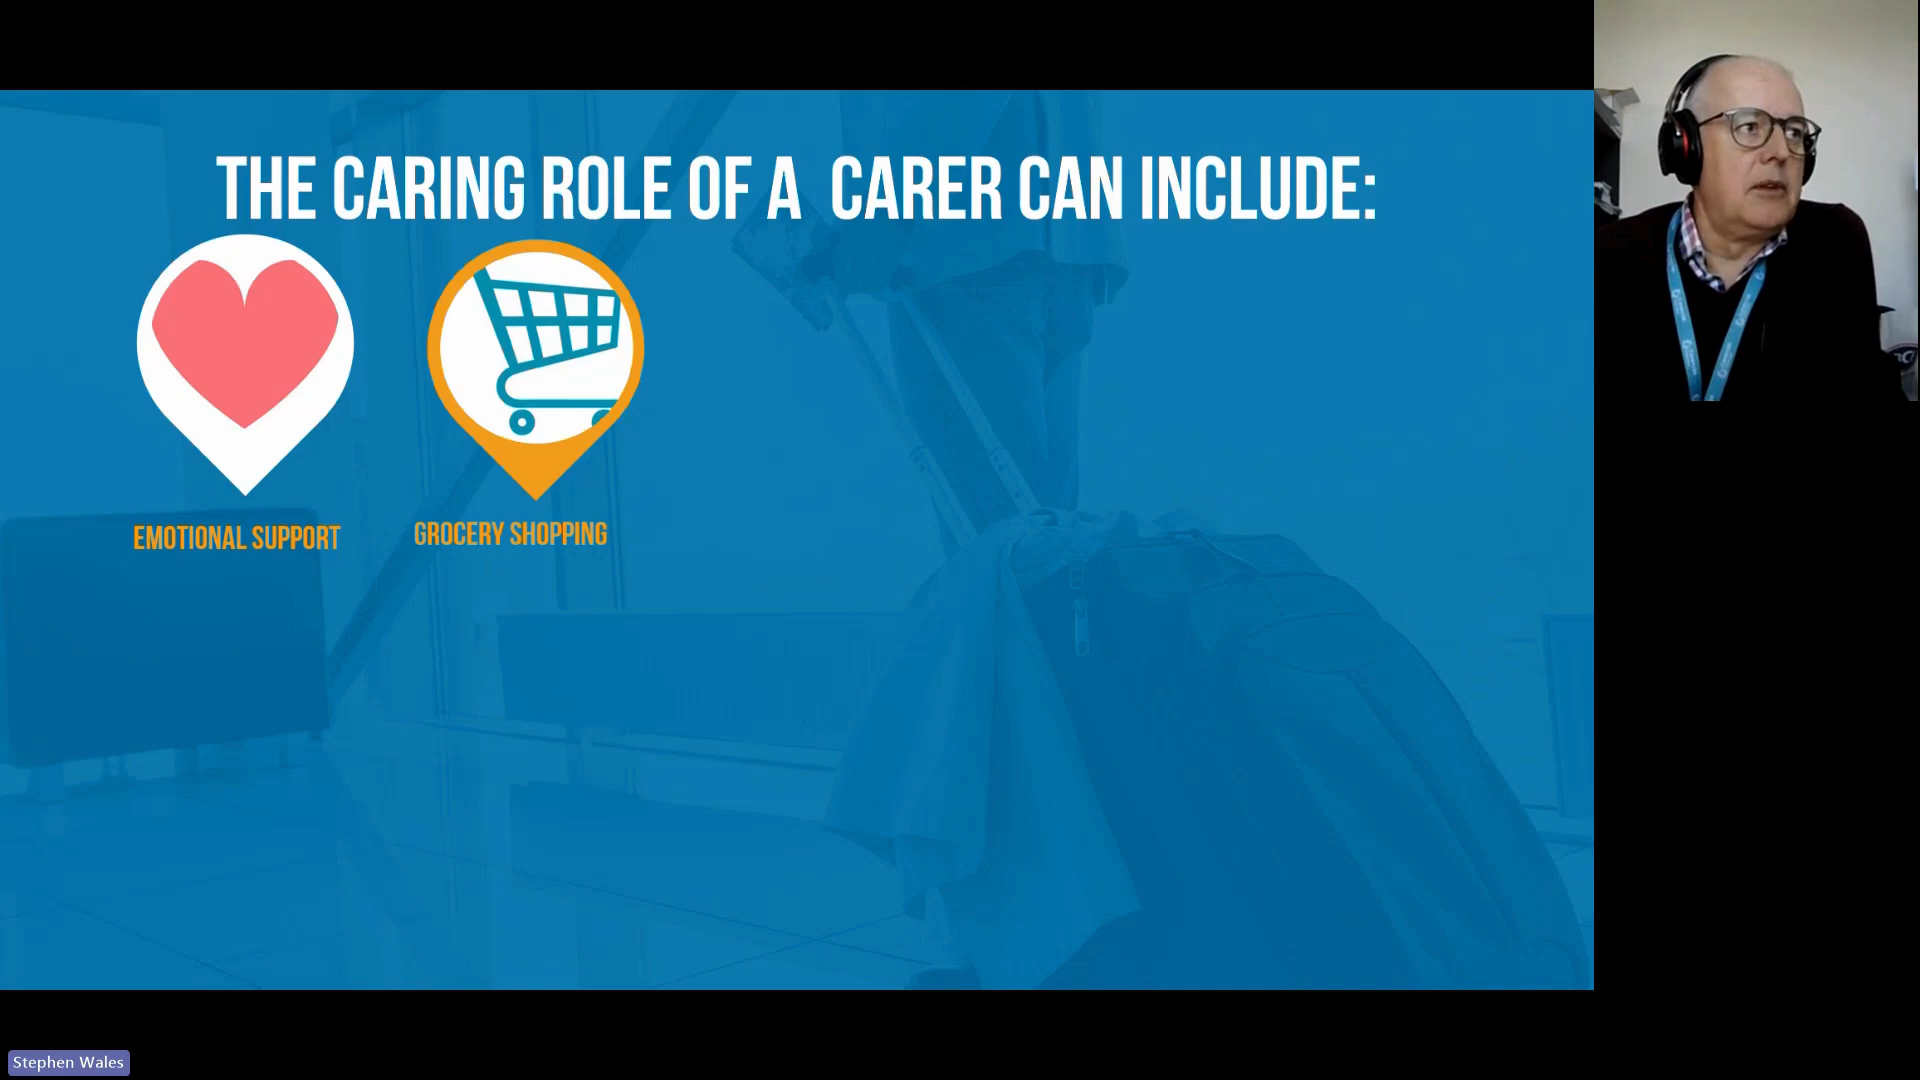 THE CARING ROLE OF A CARER CAN INCLUDE:
EMOTIONAL SUPPORT
GROCERY SHOPPING
Stephen Wales